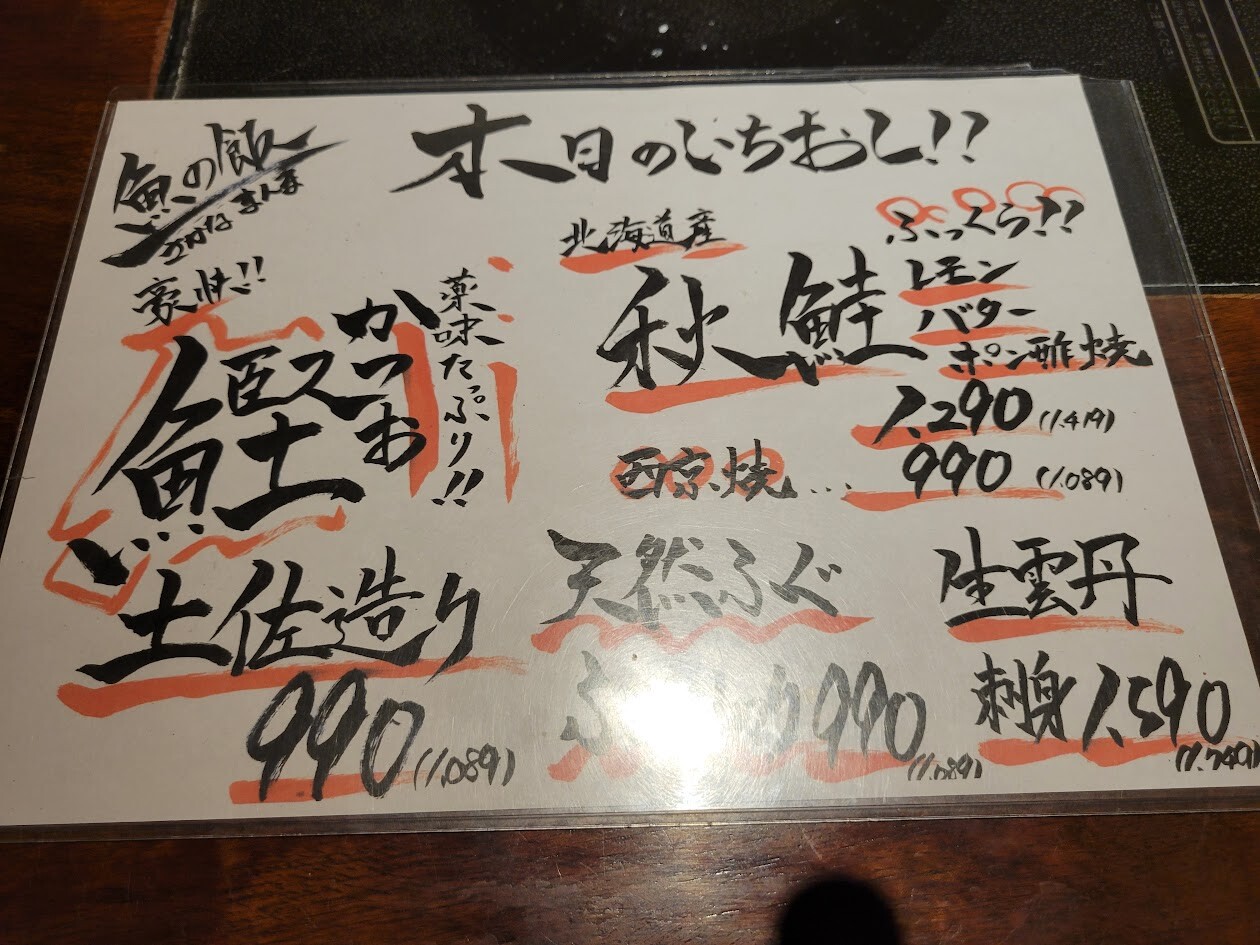 魚の飯
さかなまんま
本日のいちおし!!
豪快!!
鰹
かつお
薬味たっぷり!!
土佐造り
990(1,089)
北海道産
秋鮭
ふっくら!!
レモン
バター
ポン酢焼
1,290(1,419)
西京焼…990(1,089)
天然ふぐ
990(1,089)
生雲丹
刺身1,590
(1,749)